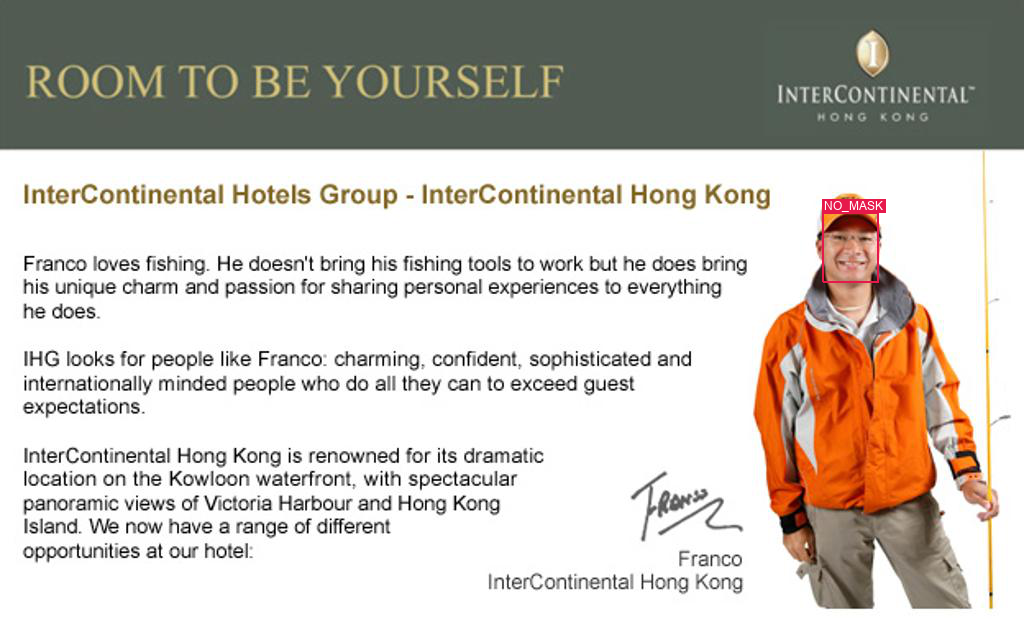 ROOM TO BE YOURSELF
I
INTERCONTINENTAL™
HONG KONG
InterContinental Hotels Group - InterContinental Hong Kong
NO_MASK
Franco loves fishing. He doesn't bring his fishing tools to work but he does bring
his unique charm and passion for sharing personal experiences to everything
he does.
IHG looks for people like Franco: charming, confident, sophisticated and
internationally minded people who do all they can to exceed guest
expectations.
InterContinental Hong Kong is renowned for its dramatic
location on the Kowloon waterfront, with spectacular
panoramic views of Victoria Harbour and Hong Kong
Island. We now have a range of different
opportunities at our hotel:
Franco
Franco
InterContinental Hong Kong